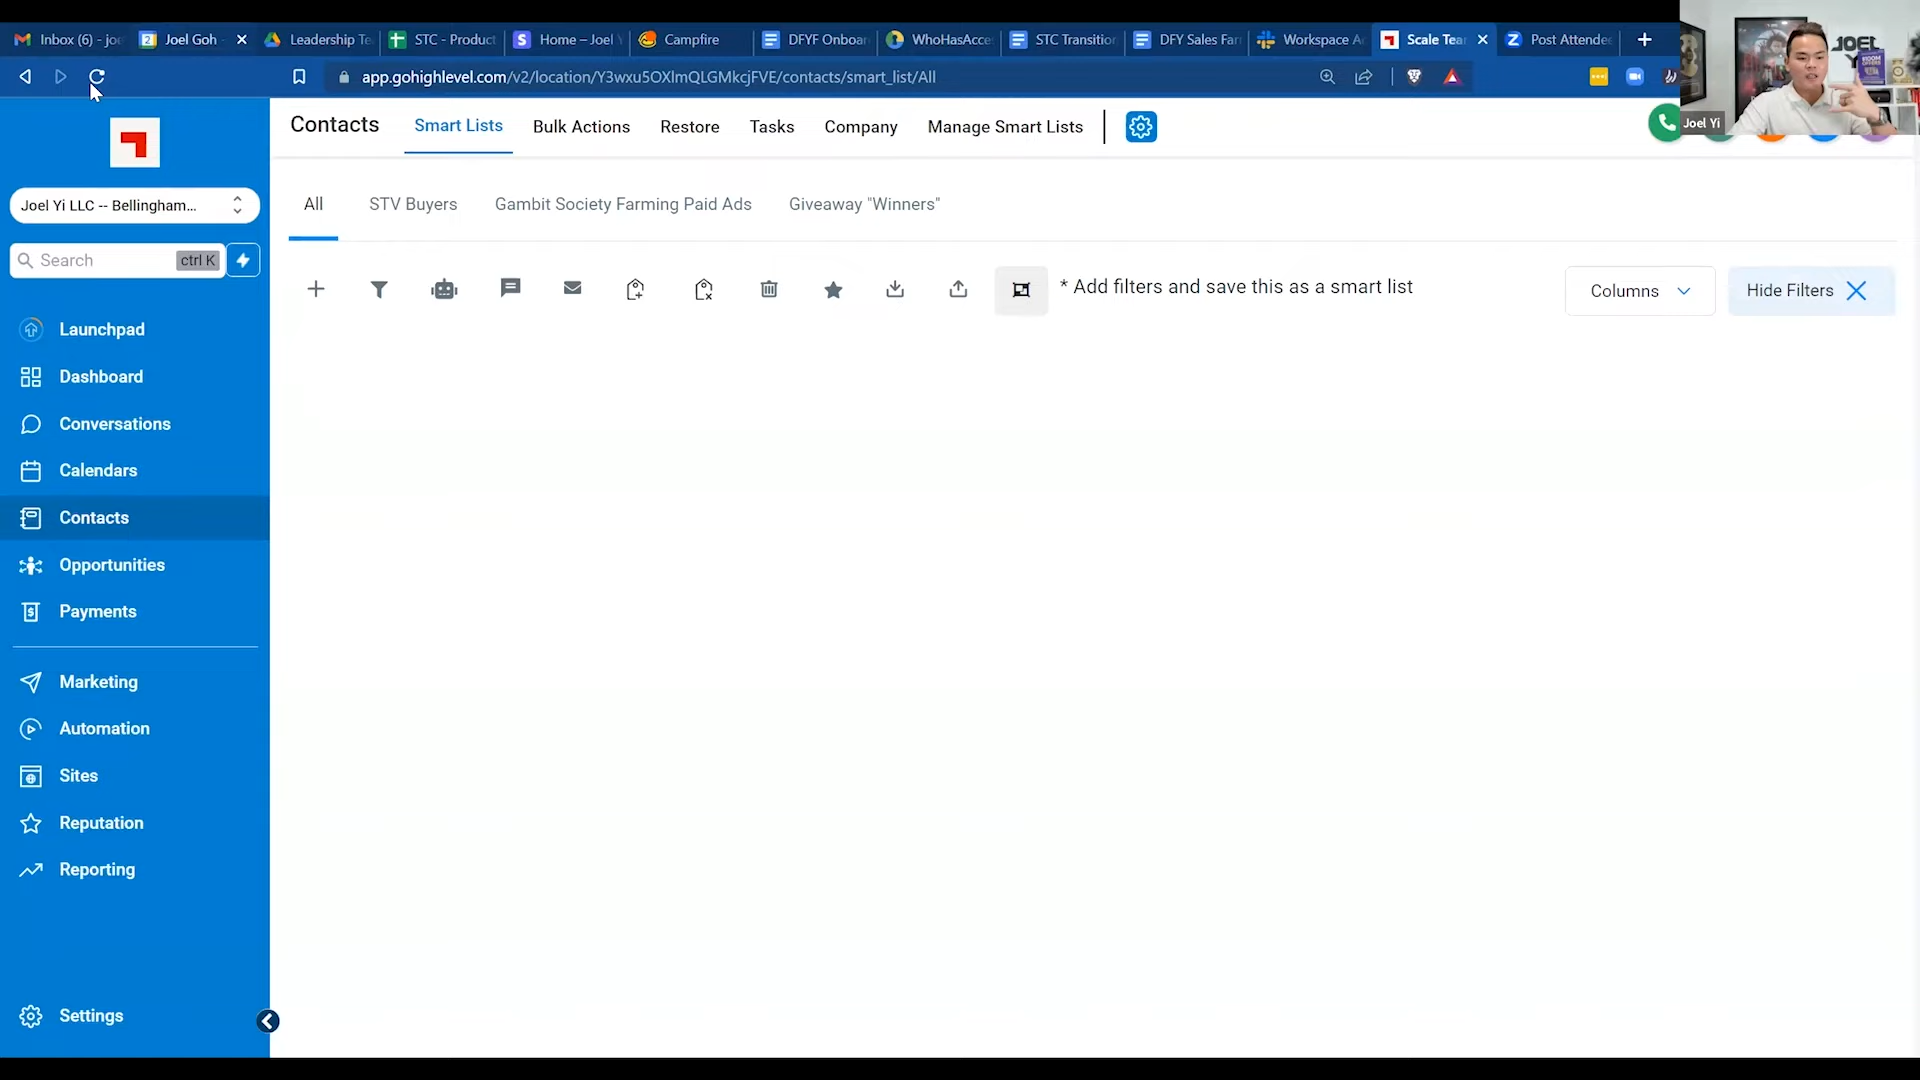 Inbox (6) - joe
Joel Goh
Leadership Te
STC - Product
Home – Joel Y
Campfire
DFYF Onboar
WhoHasAcce
STC Transition
DFY Sales Far
Workspace A
Scale Tea
Post Attende
app.gohighlevel.com/v2/location/Y3wxu5OXlmQLGMkcjFVE/contacts/smart_list/All
JOEL
Joel Yi
Contacts
Smart Lists
Bulk Actions
Restore
Tasks
Company
Manage Smart Lists
Joel Yi LLC -- Bellingham...
Search
ctrl K
All
STV Buyers
Gambit Society Farming Paid Ads
Giveaway "Winners"
* Add filters and save this as a smart list
Columns
Hide Filters
Launchpad
Dashboard
Conversations
Calendars
Contacts
Opportunities
Payments
Marketing
Automation
Sites
Reputation
Reporting
Settings